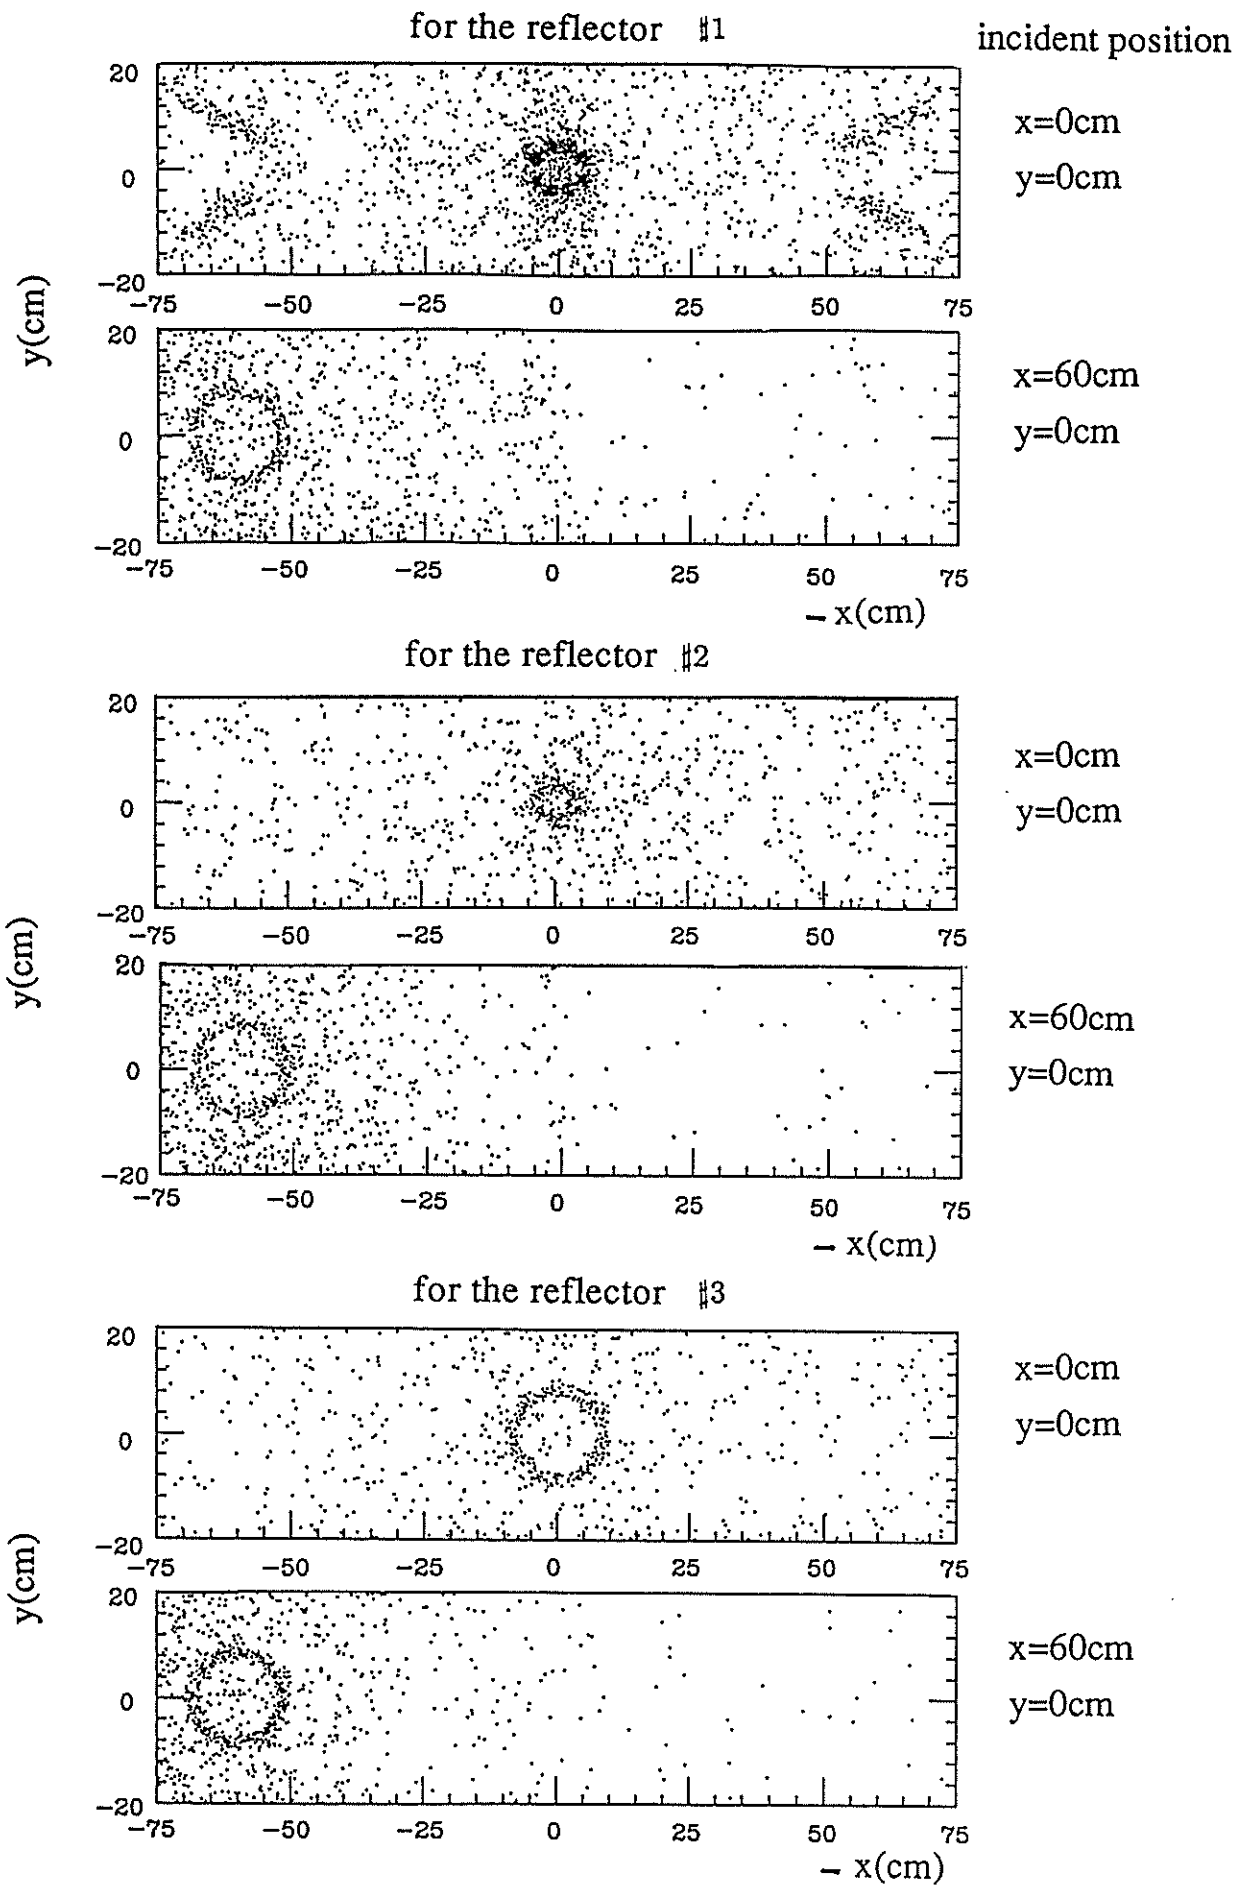 for the reflector #1
incident position
20
0
-20
-75 -50 -25 0 25 50 75
x=0cm
y=0cm
y(cm)
20
0
-20
-75 -50 -25 0 25 50 75
x=60cm
y=0cm
- x(cm)
for the reflector #2
20
0
-20
-75 -50 -25 0 25 50 75
x=0cm
y=0cm
y(cm)
20
0
-20
-75 -50 -25 0 25 50 75
x=60cm
y=0cm
- x(cm)
for the reflector #3
20
0
-20
-75 -50 -25 0 25 50 75
x=0cm
y=0cm
y(cm)
20
0
-20
-75 -50 -25 0 25 50 75
x=60cm
y=0cm
- x(cm)